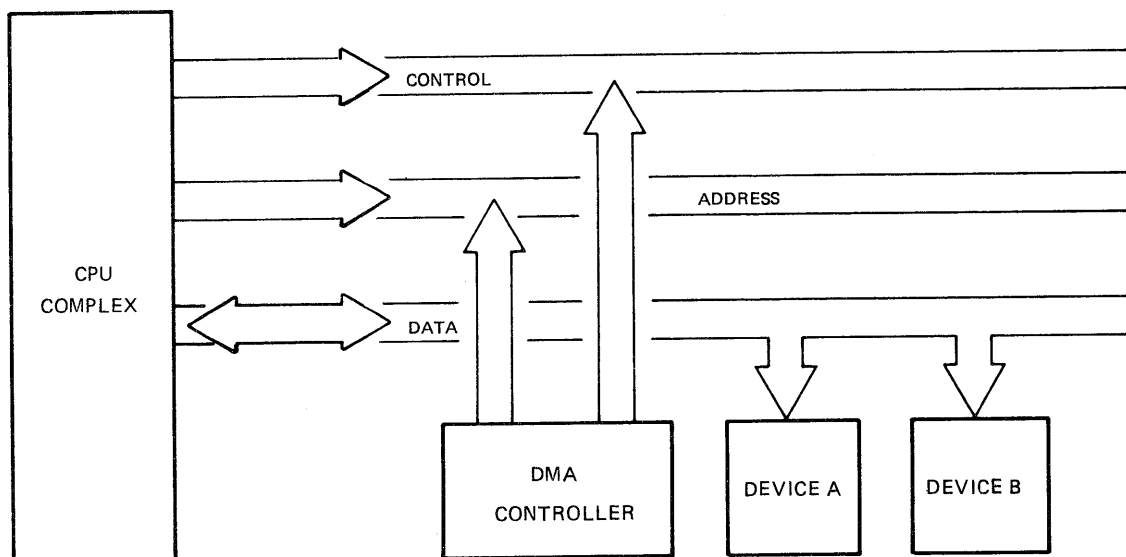 CONTROL
ADDRESS
CPU
COMPLEX
DATA
DMA
CONTROLLER
DEVICE A
DEVICE B